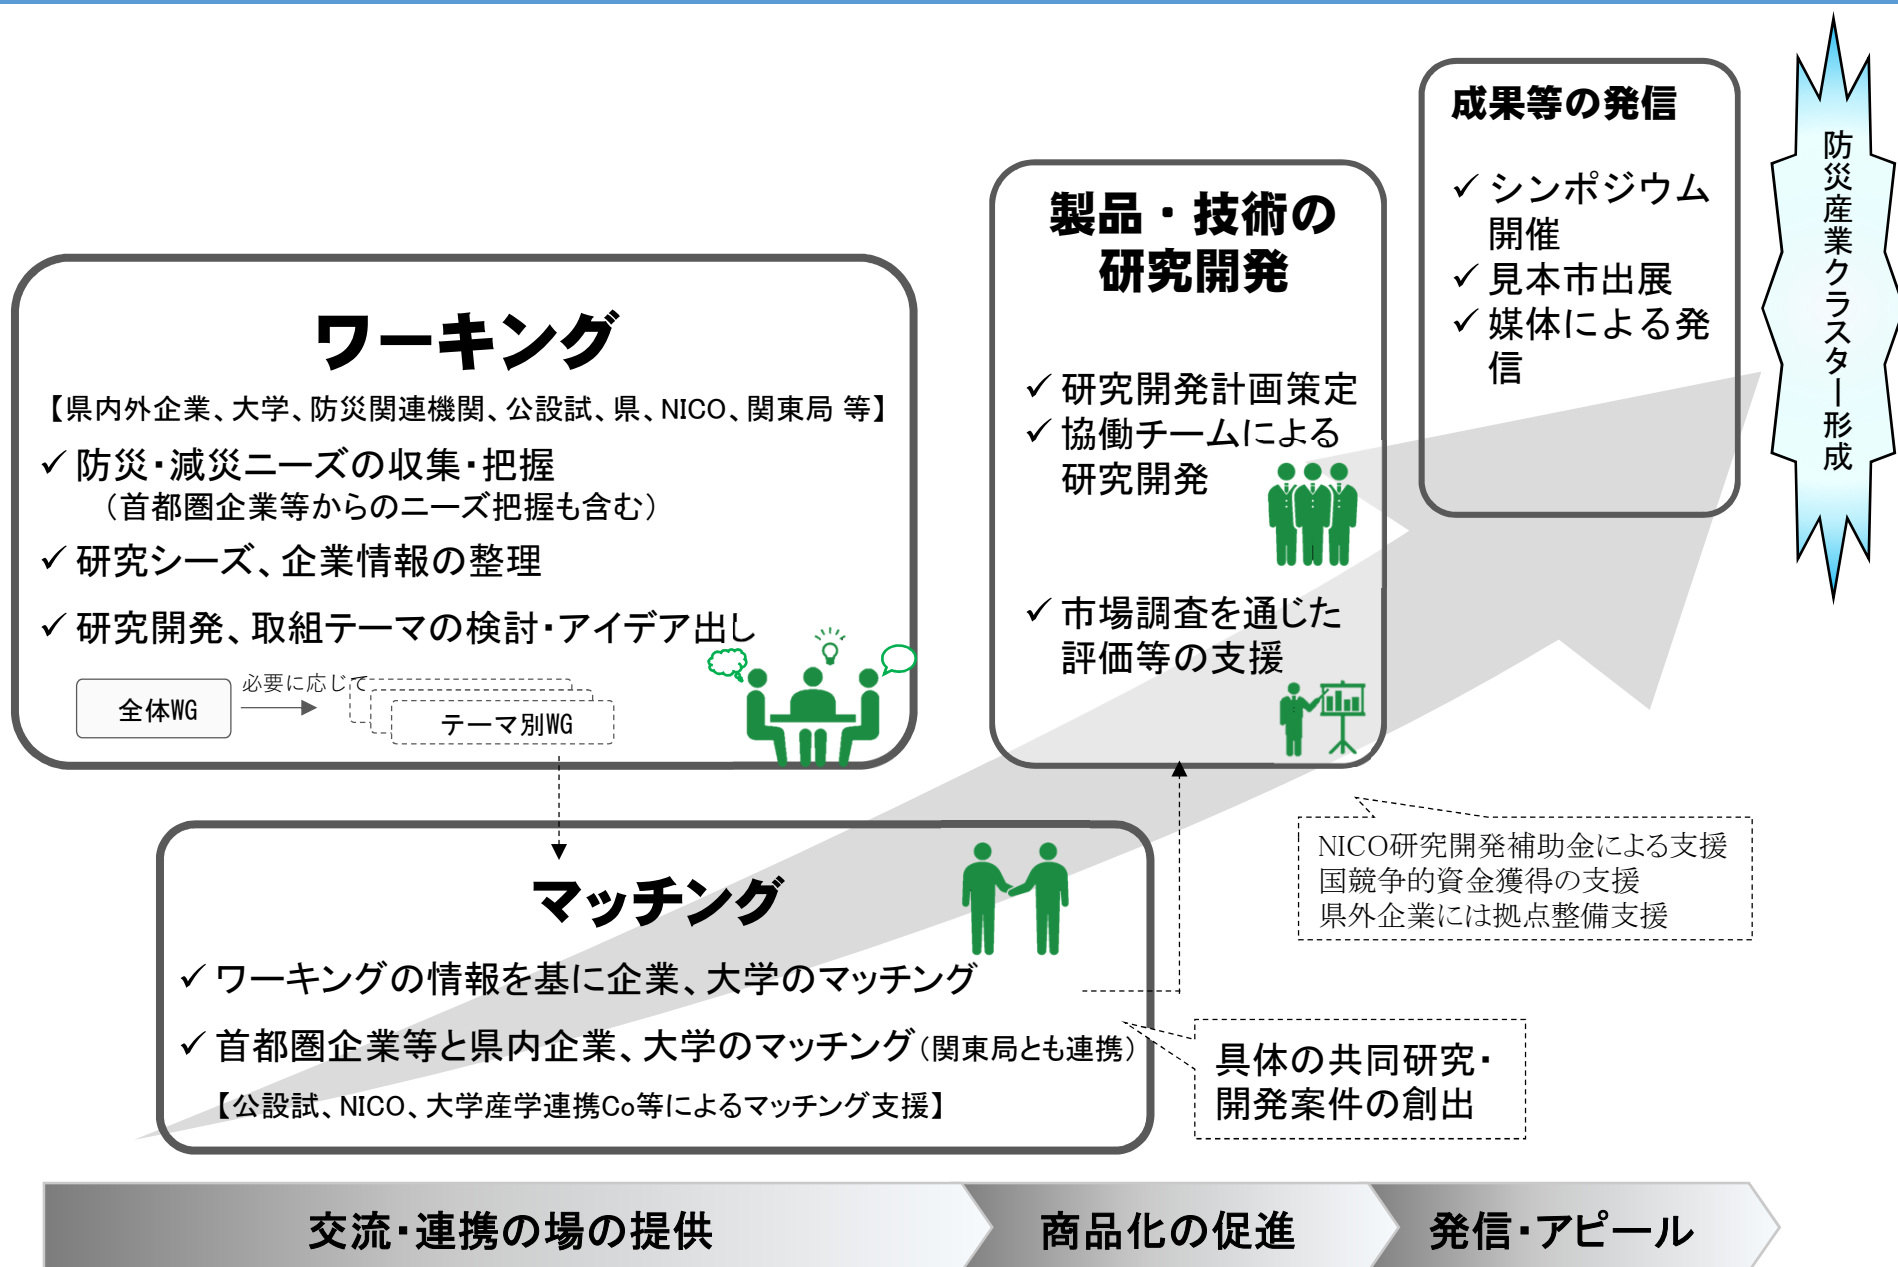 ワーキング
【県内外企業、大学、防災関連機関、公設試、県、NICO、関東局 等】
✓ 防災・減災ニーズの収集・把握
（首都圏企業等からのニーズ把握も含む）
✓ 研究シーズ、企業情報の整理
✓ 研究開発、取組テーマの検討・アイデア出し
全体WG
必要に応じて
テーマ別WG
マッチング
✓ ワーキングの情報を基に企業、大学のマッチング
✓ 首都圏企業等と県内企業、大学のマッチング（関東局とも連携）
【公設試、NICO、大学産学連携Co等によるマッチング支援】
具体の共同研究・
開発案件の創出
製品・技術の
研究開発
✓ 研究開発計画策定
✓ 協働チームによる
研究開発
✓ 市場調査を通じた
評価等の支援
NICO研究開発補助金による支援
国競争的資金獲得の支援
県外企業には拠点整備支援
成果等の発信
✓ シンポジウム
開催
✓ 見本市出展
✓ 媒体による発
信
防災産業クラスター形成
交流・連携の場の提供
商品化の促進
発信・アピール